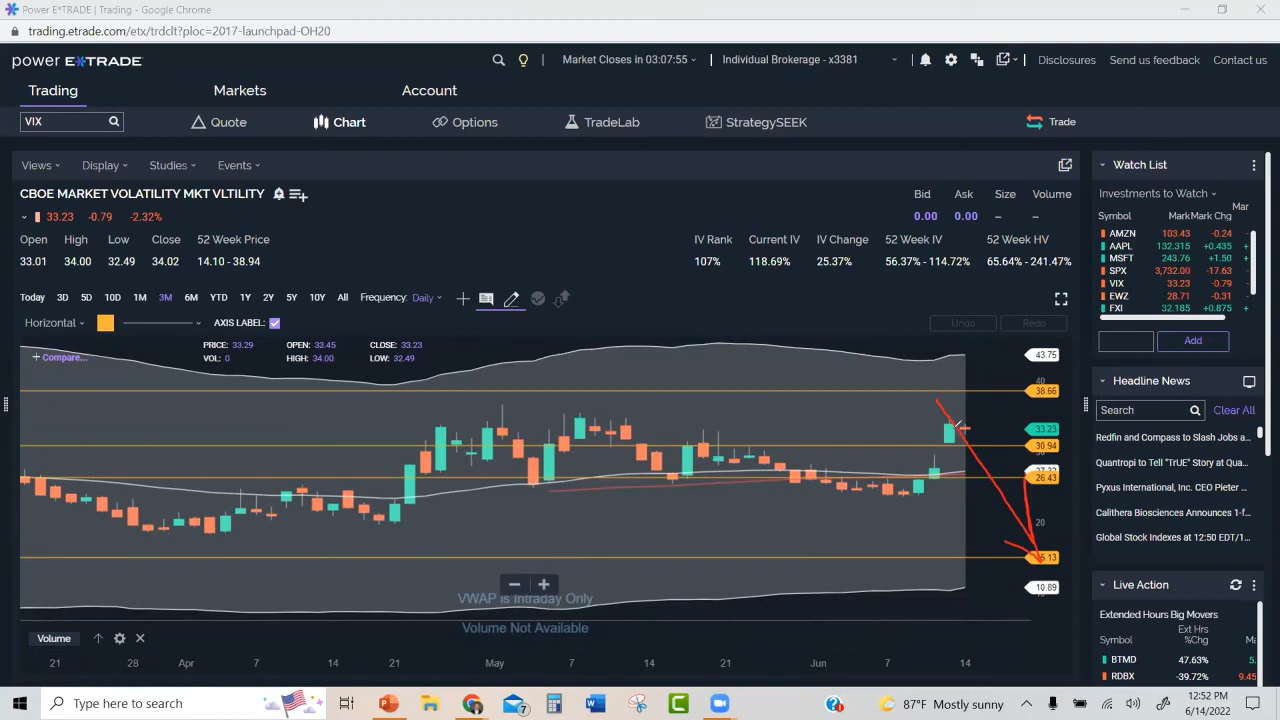 Power E*TRADE | Trading - Google Chrome
trading.etrade.com/etx/trdclt?ploc=2017-launchpad-OH20
power E*TRADE
Market Closes in 03:07:55
Individual Brokerage - x3381
Disclosures
Send us feedback
Contact us
Trading
Markets
Account
VIX
Quote
Chart
Options
TradeLab
StrategySEEK
Trade
Views
Display
Studies
Events
CBOE MARKET VOLATILITY MKT VLTILITY
Bid Ask Size Volume
33.23 -0.79 -2.32%
0.00 0.00 – –
Open High Low Close 52 Week Price
IV Rank Current IV IV Change 52 Week IV 52 Week HV
33.01 34.00 32.49 34.02 14.10 - 38.94
107% 118.69% 25.37% 56.37% - 114.72% 65.64% - 241.47%
Today 3D 5D 10D 1M 3M 6M YTD 1Y 2Y 5Y 10Y All Frequency: Daily
Horizontal
AXIS LABEL:
Undo
Redo
PRICE: 33.29 OPEN: 33.45 CLOSE: 33.23
VOL: 0 HIGH: 34.00 LOW: 32.49
Compare...
43.75
40
38.66
33.23
30.94
26.43
20
10.89
VWAP is Intraday Only
Volume Not Available
Volume
21 28 Apr 7 14 21 May 7 14 21 Jun 7 14
Watch List
Investments to Watch
Mar
Symbol Mark Mark Chg
AMZN 103.43 -0.24
AAPL 132.315 +0.435
MSFT 243.76 +1.50
SPX 3,732.00 -17.63
VIX 33.23 -0.79
EWZ 28.71 -0.31
FXI 32.185 +0.875
Add
Headline News
Search
Clear All
Redfin and Compass to Slash Jobs a...
Quantropi to Tell "TrUE" Story at Qua...
Pyxus International, Inc. CEO Pieter ...
Calithera Biosciences Announces 1-f...
Global Stock Indexes at 12:50 EDT/1...
Live Action
Extended Hours Big Movers
Ext Hrs
Symbol %Chg
BTMD 47.63% 5.
RDBX -39.72% 9.45
Type here to search
7
87°F Mostly sunny
12:52 PM
6/14/2022